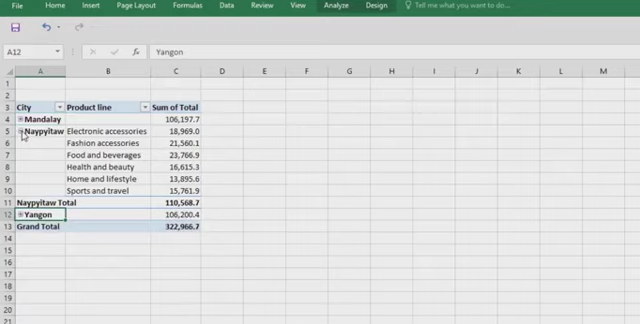 File Home Insert Page Layout Formulas Data Review View Analyze Design Tell me what you want to do...
A12 fx Yangon
A B C D E F G H I J K L M
1
2
3 City Product line Sum of Total
4 Mandalay 106,197.7
5 Naypyitaw Electronic accessories 18,969.0
6 Fashion accessories 21,560.1
7 Food and beverages 23,766.9
8 Health and beauty 16,615.3
9 Home and lifestyle 13,895.6
10 Sports and travel 15,761.9
11 Naypyitaw Total 110,568.7
12 Yangon 106,200.4
13 Grand Total 322,966.7
14
15
16
17
18
19
20
21